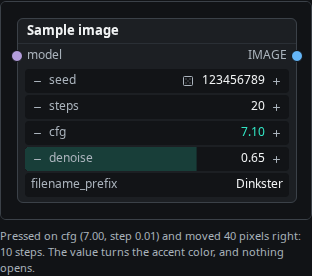 Sample image
model IMAGE
– seed 123456789 +
– steps 20 +
– cfg 7.10 +
– denoise 0.65 +
filename_prefix Dinkster
Pressed on cfg (7.00, step 0.01) and moved 40 pixels right:
10 steps. The value turns the accent color, and nothing
opens.